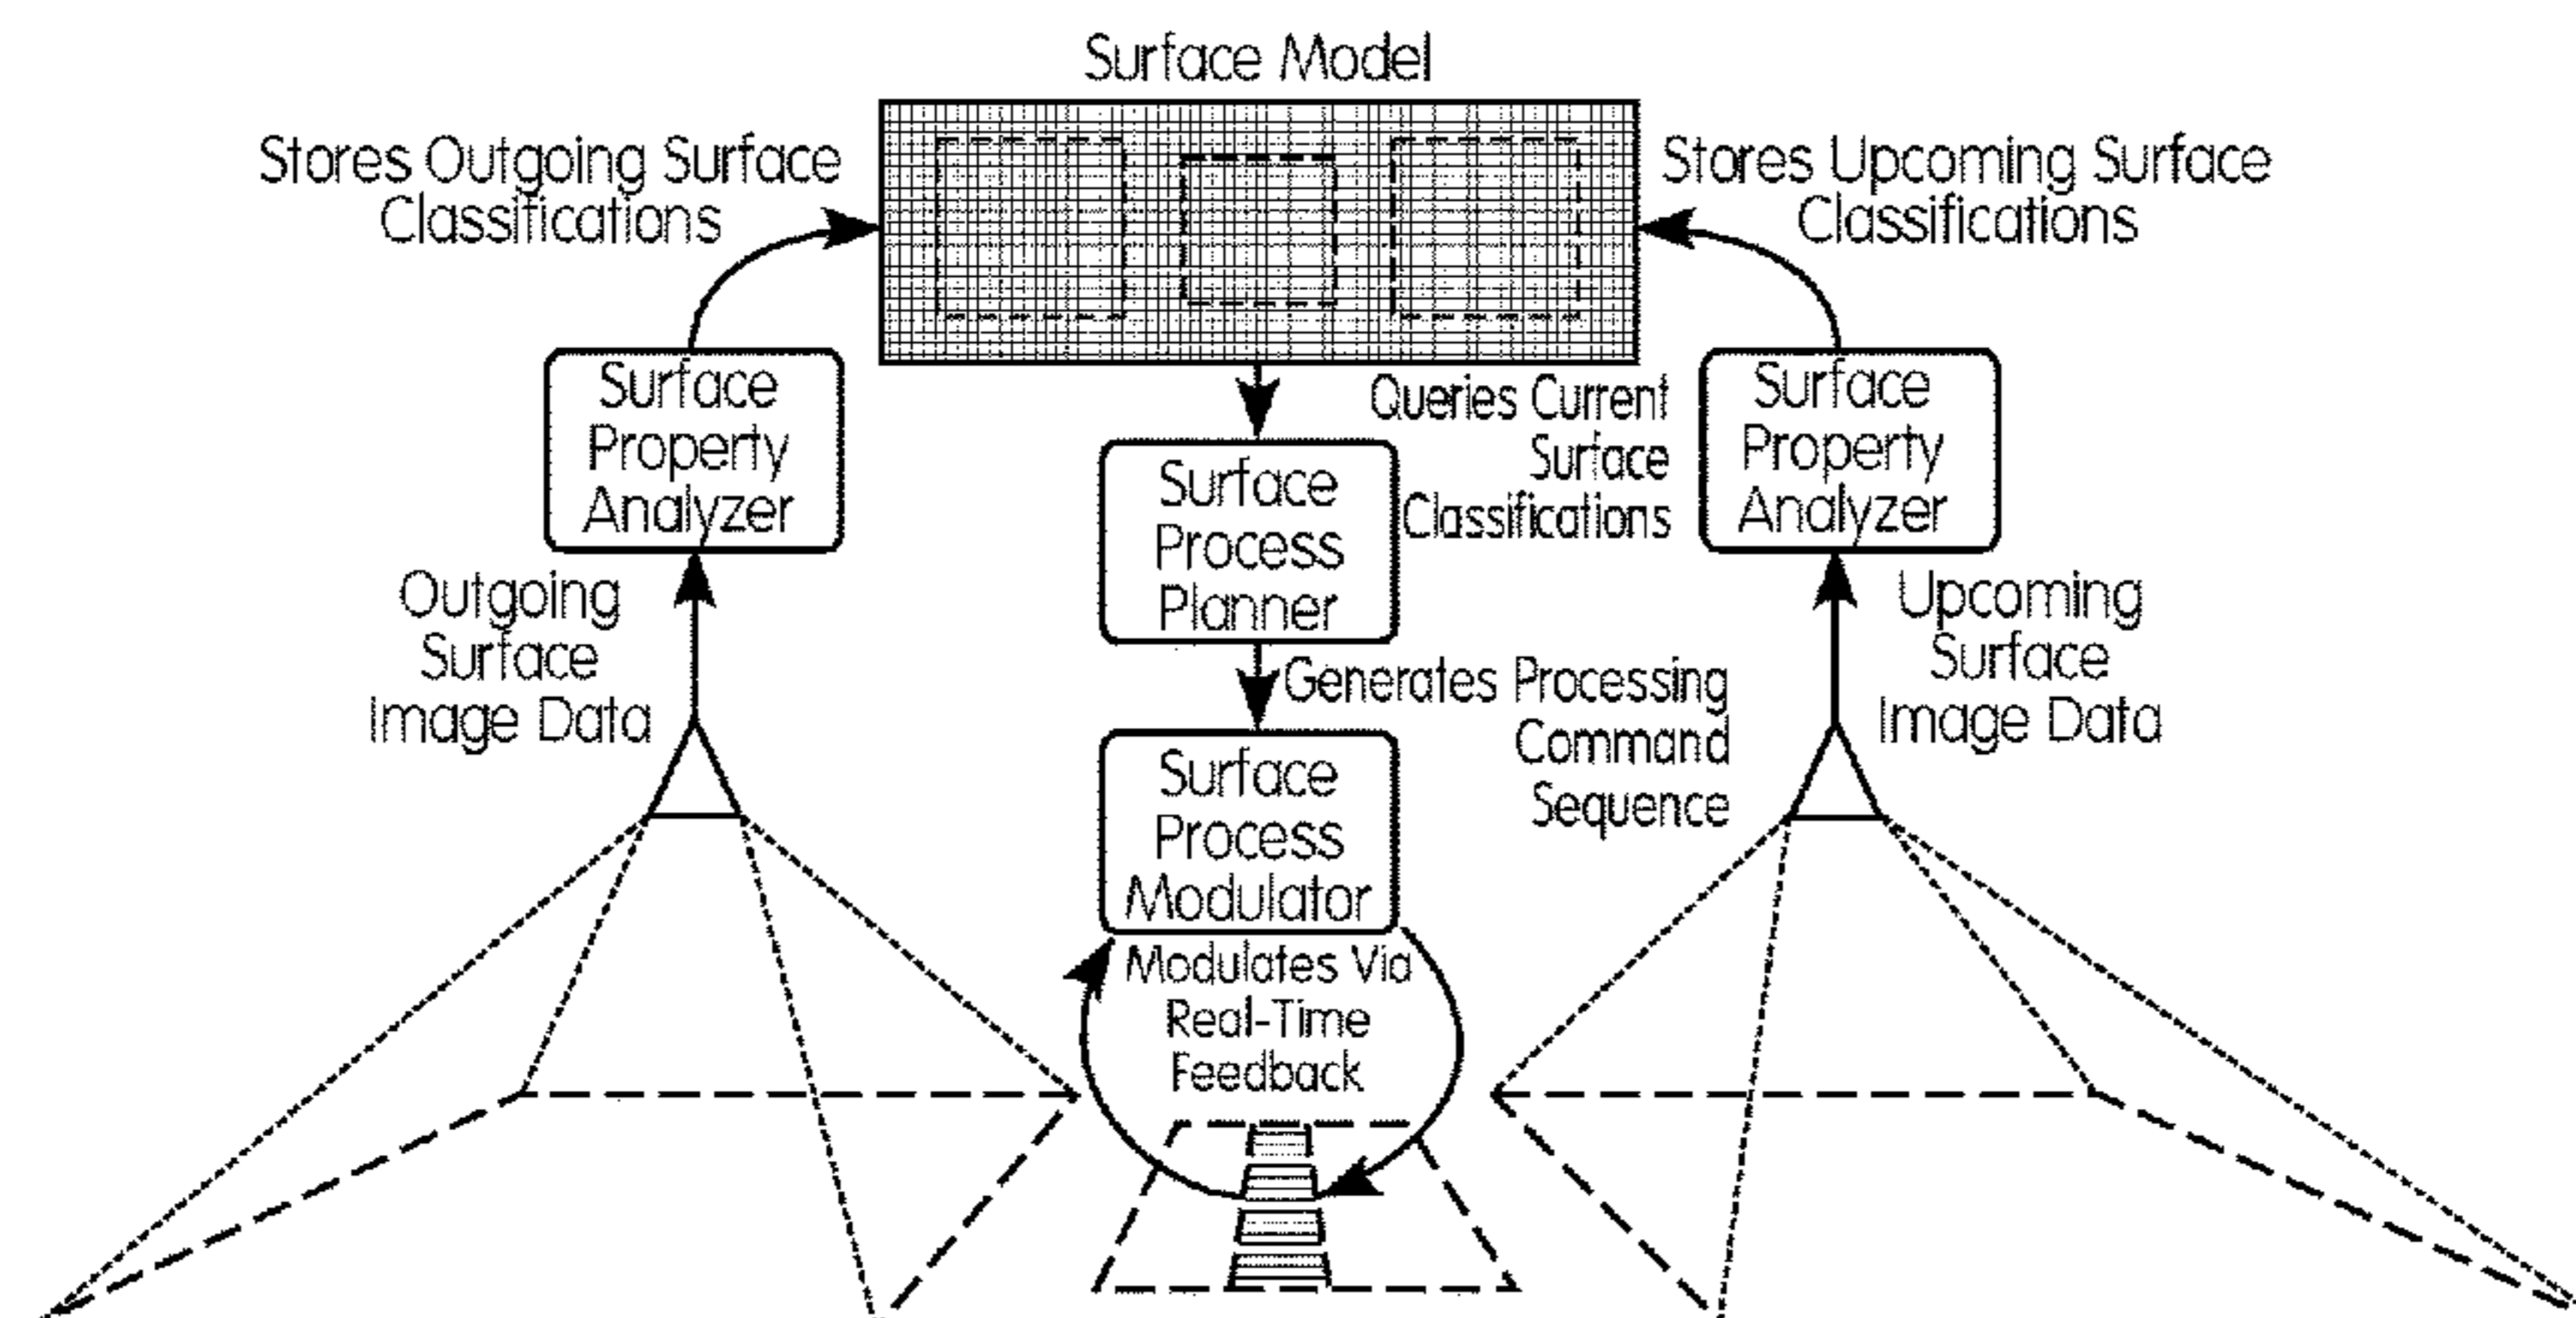 Surface Model
Stores Outgoing Surface
Classifications
Stores Upcoming Surface
Classifications
Surface
Property
Analyzer
Queries Current
Surface
Classifications
Surface
Property
Analyzer
Surface
Process
Planner
Outgoing
Surface
Image Data
Upcoming
Surface
Image Data
Generates Processing
Command
Sequence
Surface
Process
Modulator
Modulates Via
Real-Time
Feedback